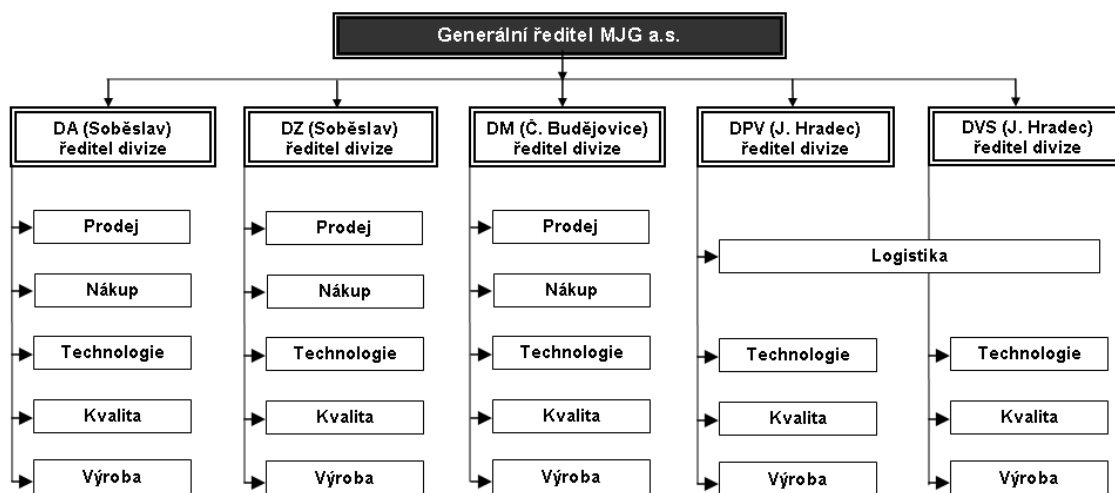 Generální ředitel MJG a.s.
DA (Soběslav)
ředitel divize
DZ (Soběslav)
ředitel divize
DM (Č. Budějovice)
ředitel divize
DPV (J. Hradec)
ředitel divize
DVS (J. Hradec)
ředitel divize
Prodej
Prodej
Prodej
Logistika
Nákup
Nákup
Nákup
Technologie
Technologie
Technologie
Technologie
Technologie
Kvalita
Kvalita
Kvalita
Kvalita
Kvalita
Výroba
Výroba
Výroba
Výroba
Výroba